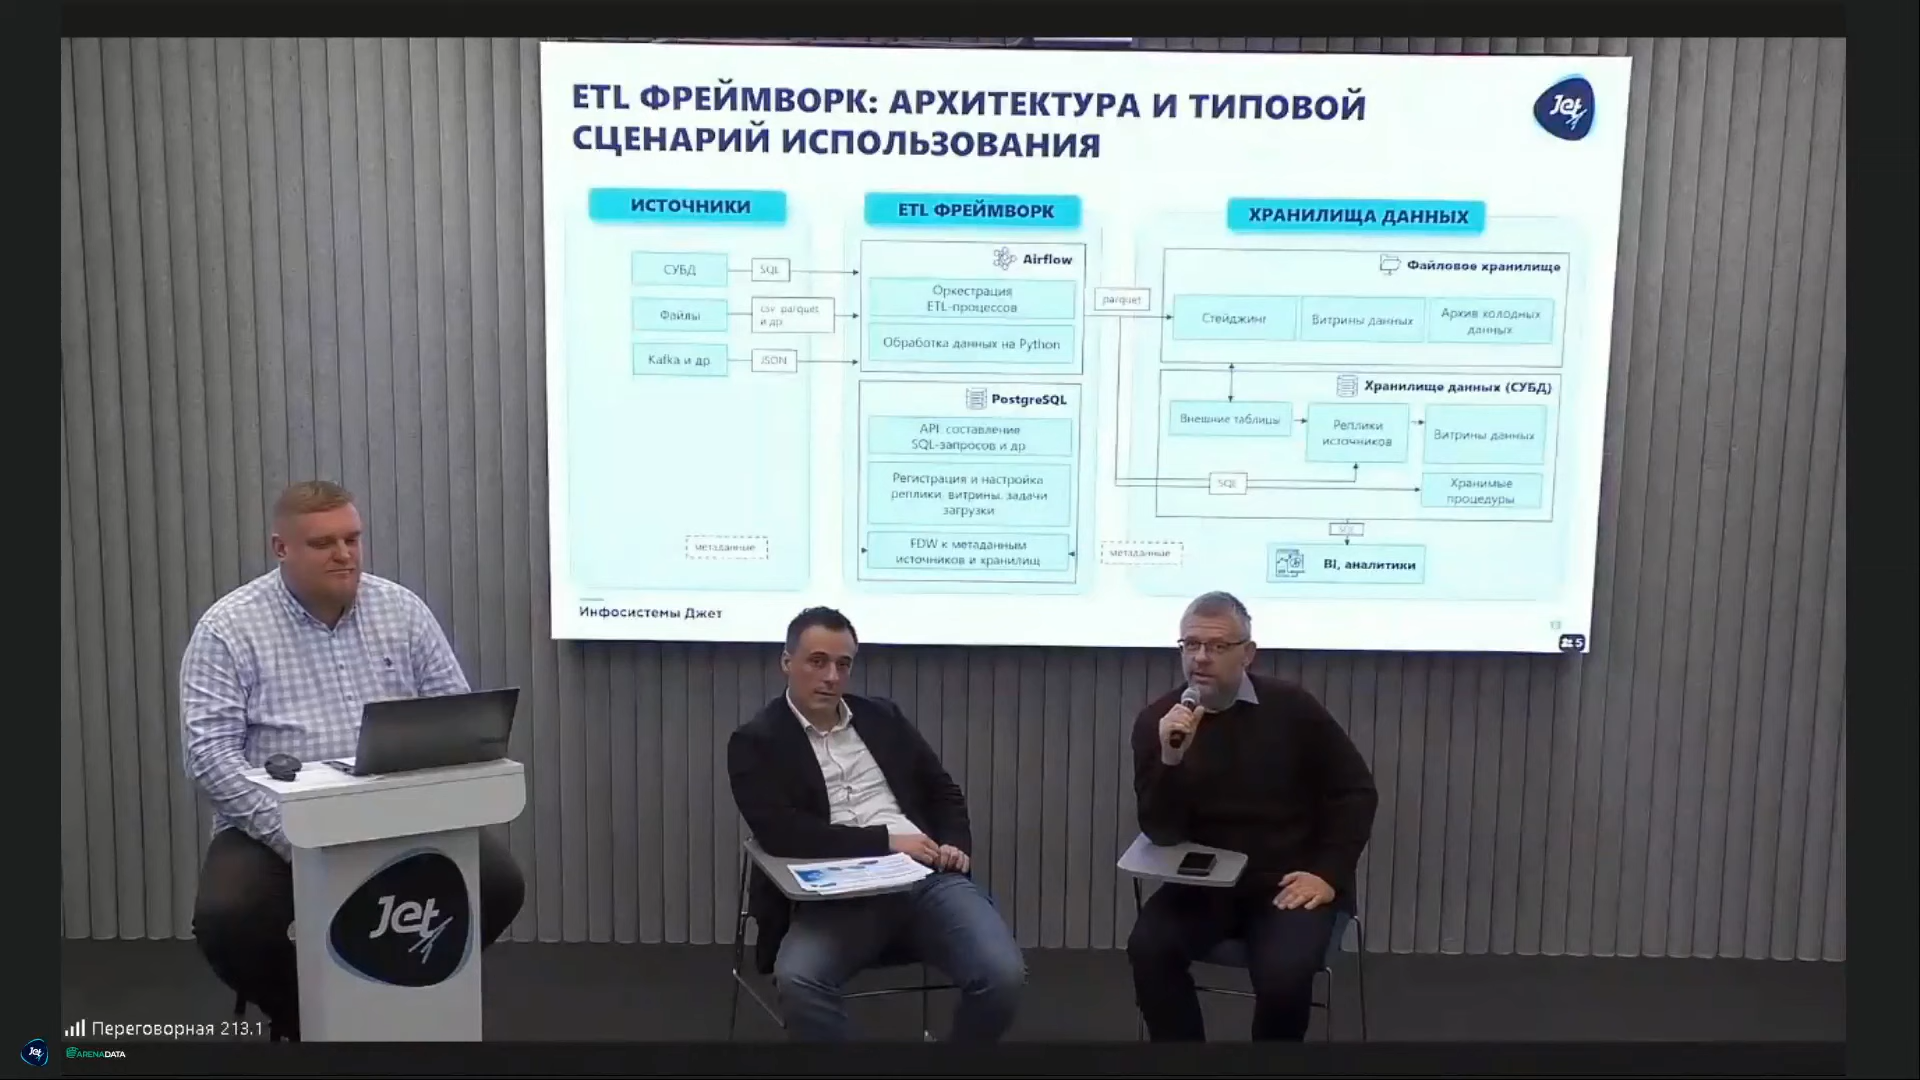 ETL ФРЕЙМВОРК: АРХИТЕКТУРА И ТИПОВОЙ
СЦЕНАРИЙ ИСПОЛЬЗОВАНИЯ
Jet
ИСТОЧНИКИ
СУБД
SQL
Файлы
csv, parquet
и др
Kafka и др
JSON
метаданные
ETL ФРЕЙМВОРК
Airflow
Оркестрация
ETL-процессов
Обработка данных на Python
PostgreSQL
API: составление
SQL-запросов и др
Регистрация и настройка
реплики, витрины, задачи
загрузки
FDW к метаданным
источников и хранилищ
parquet
метаданные
ХРАНИЛИЩА ДАННЫХ
Файловое хранилище
Стейджинг
Витрины данных
Архив холодных
данных
Хранилище данных (СУБД)
Внешние таблицы
Реплики
источников
Витрины данных
SQL
Хранимые
процедуры
SQL
BI, аналитики
Инфосистемы Джет
13
5
Jet
Переговорная 213.1
Jet
ARENADATA